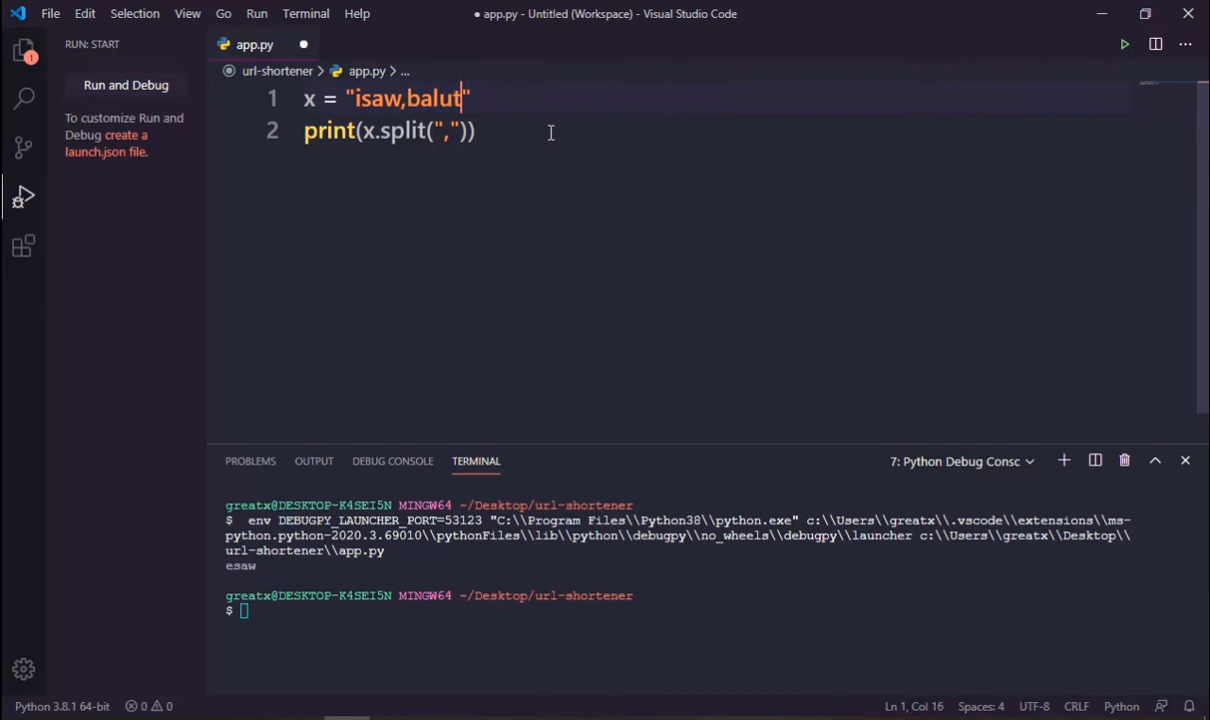 File Edit Selection View Go Run Terminal Help
● app.py - Untitled (Workspace) - Visual Studio Code
RUN: START
app.py
1
Run and Debug
To customize Run and
Debug create a
launch.json file.
url-shortener > app.py > ...
1 x = "isaw,balut"
2 print(x.split(","))
PROBLEMS OUTPUT DEBUG CONSOLE TERMINAL
7: Python Debug Consc
greatx@DESKTOP-K4SEI5N MINGW64 ~/Desktop/url-shortener
$ env DEBUGPY_LAUNCHER_PORT=53123 "C:\\Program Files\\Python38\\python.exe" c:\\Users\\greatx\\.vscode\\extensions\\ms-
python.python-2020.3.69010\\pythonFiles\\lib\\python\\debugpy\\no_wheels\\debugpy\\launcher c:\\Users\\greatx\\Desktop\\
url-shortener\\app.py
esaw
greatx@DESKTOP-K4SEI5N MINGW64 ~/Desktop/url-shortener
$
Python 3.8.1 64-bit 0 0 Ln 1, Col 16 Spaces: 4 UTF-8 CRLF Python